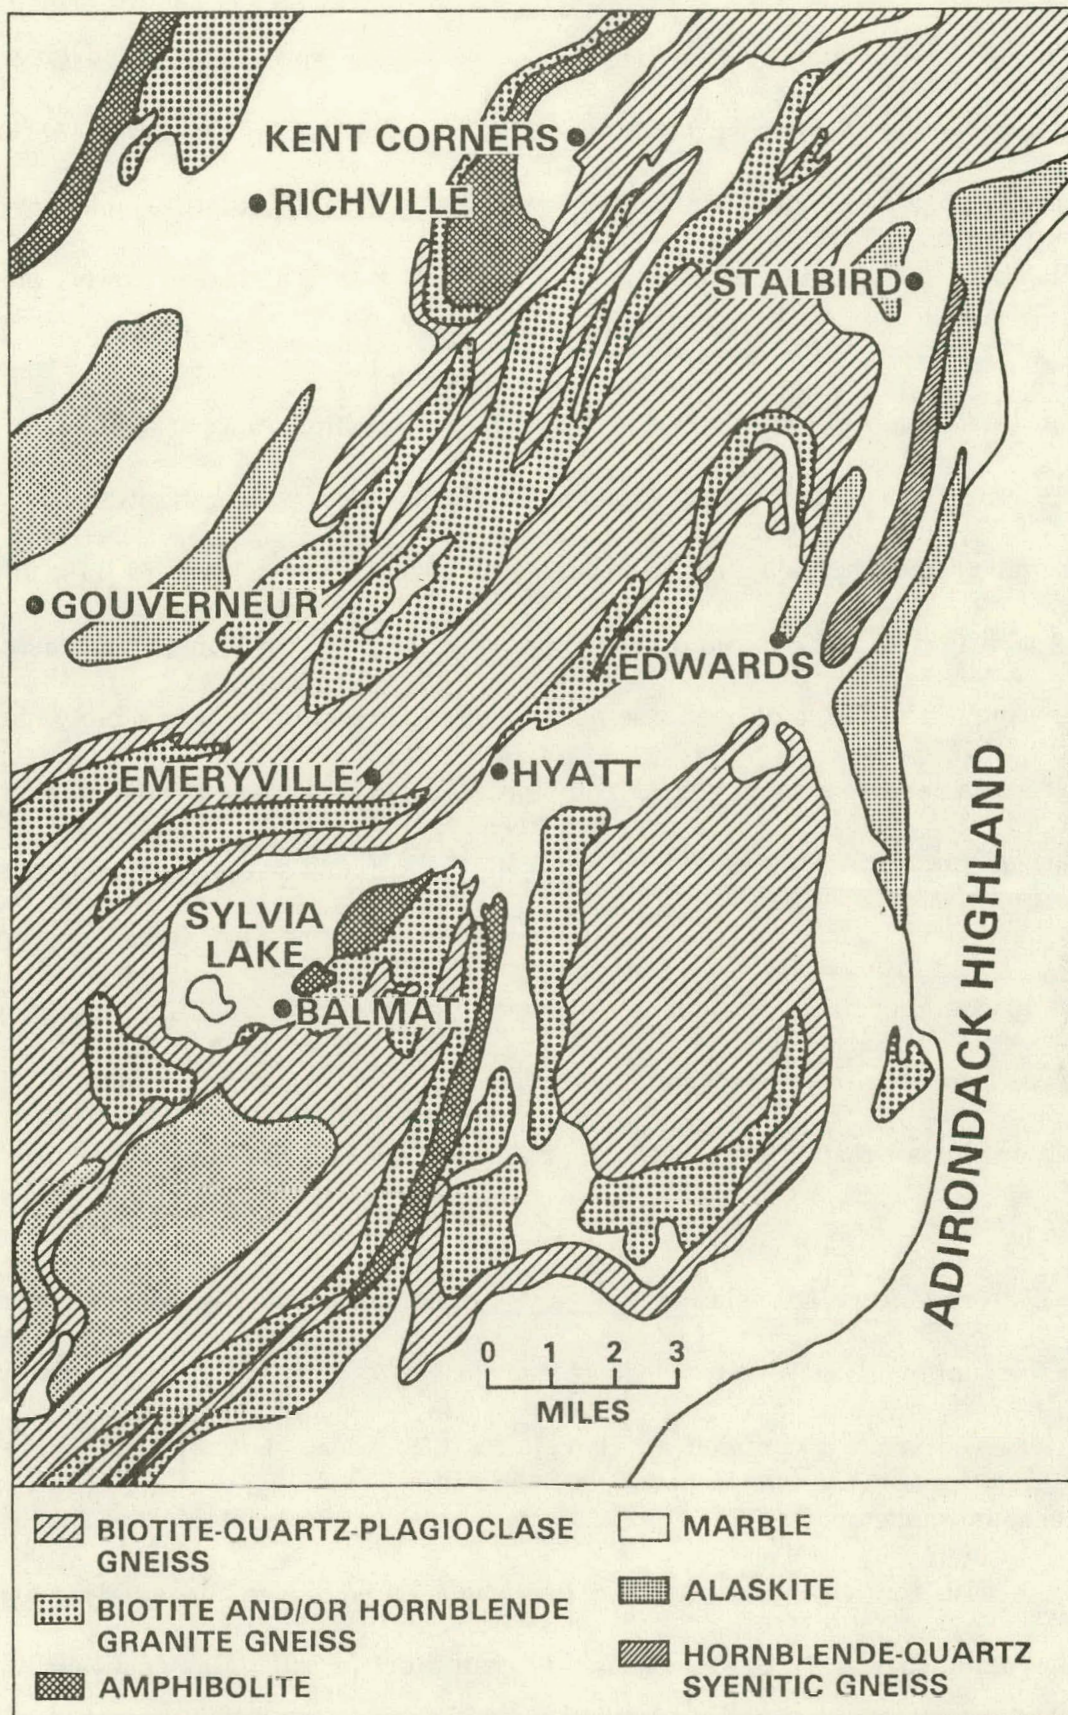 KENT CORNERS
RICHVILLE
STALBIRD
GOUVERNEUR
EDWARDS
EMERYVILLE
HYATT
SYLVIA
LAKE
BALMAT
ADIRONDACK HIGHLAND
0 1 2 3
MILES
BIOTITE-QUARTZ-PLAGIOCLASE
GNEISS
BIOTITE AND/OR HORNBLENDE
GRANITE GNEISS
AMPHIBOLITE
MARBLE
ALASKITE
HORNBLENDE-QUARTZ
SYENITIC GNEISS